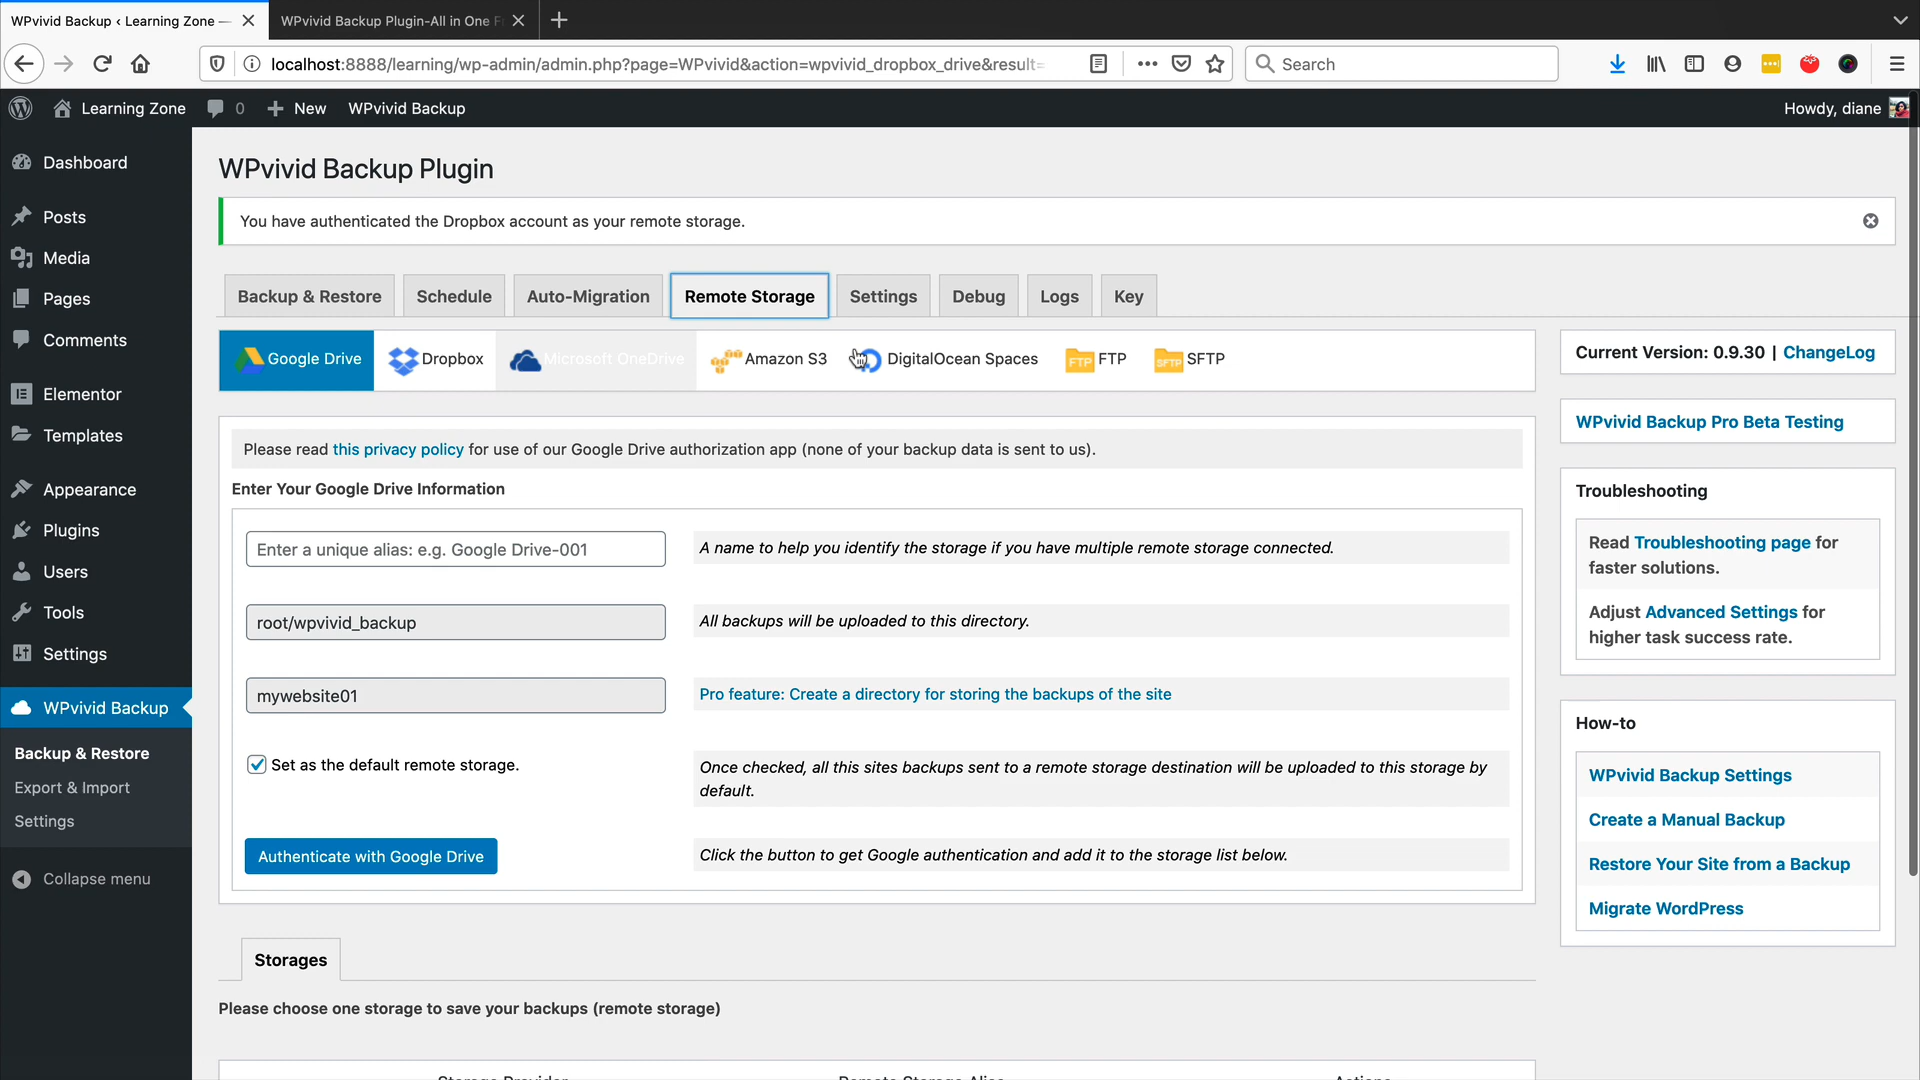 WPvivid Backup ‹ Learning Zone —
WPvivid Backup Plugin-All in One F
localhost:8888/learning/wp-admin/admin.php?page=WPvivid&action=wpvivid_dropbox_drive&result=
Search
Learning Zone
0
New
WPvivid Backup
Howdy, diane
Dashboard
Posts
Media
Pages
Comments
Elementor
Templates
Appearance
Plugins
Users
Tools
Settings
WPvivid Backup
Backup & Restore
Export & Import
Settings
Collapse menu
WPvivid Backup Plugin
You have authenticated the Dropbox account as your remote storage.
Backup & Restore
Schedule
Auto-Migration
Remote Storage
Settings
Debug
Logs
Key
Google Drive
Dropbox
Microsoft OneDrive
Amazon S3
DigitalOcean Spaces
FTP
FTP
SFTP
SFTP
Please read this privacy policy for use of our Google Drive authorization app (none of your backup data is sent to us).
Enter Your Google Drive Information
Enter a unique alias: e.g. Google Drive-001
A name to help you identify the storage if you have multiple remote storage connected.
root/wpvivid_backup
All backups will be uploaded to this directory.
mywebsite01
Pro feature: Create a directory for storing the backups of the site
Set as the default remote storage.
Once checked, all this sites backups sent to a remote storage destination will be uploaded to this storage by
default.
Authenticate with Google Drive
Click the button to get Google authentication and add it to the storage list below.
Storages
Please choose one storage to save your backups (remote storage)
Storage Provider
Remote Storage Alias
Actions
Current Version: 0.9.30 | ChangeLog
WPvivid Backup Pro Beta Testing
Troubleshooting
Read Troubleshooting page for
faster solutions.
Adjust Advanced Settings for
higher task success rate.
How-to
WPvivid Backup Settings
Create a Manual Backup
Restore Your Site from a Backup
Migrate WordPress